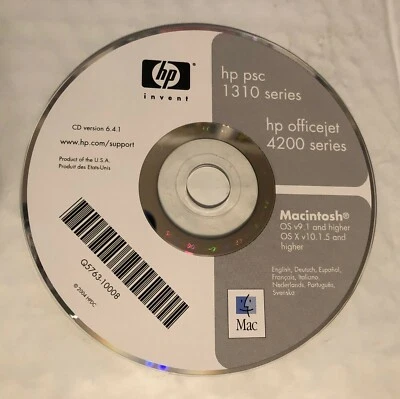 hp
invent
CD version 6.4.1
www.hp.com/support
Product of the U.S.A.
Produit des Etats-Unis
Q5763-10008
© 2004 HPDC
hp psc
1310 series
hp officejet
4200 series
Macintosh®
OS v9.1 and higher
OS X v10.1.5 and
higher
English, Deutsch, Español,
Français, Italiano,
Nederlands, Português,
Svenska
Mac